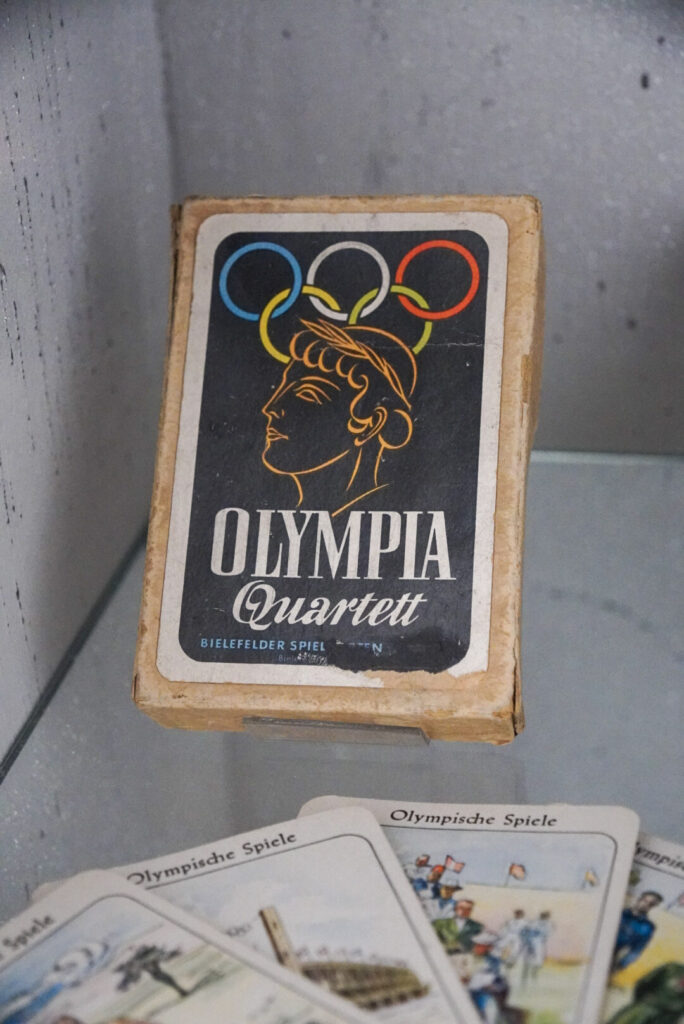 OLYMPIA
Quartett
BIELEFELDER SPIEL
Olympische Spiele
Olympische Spiele
Spiele